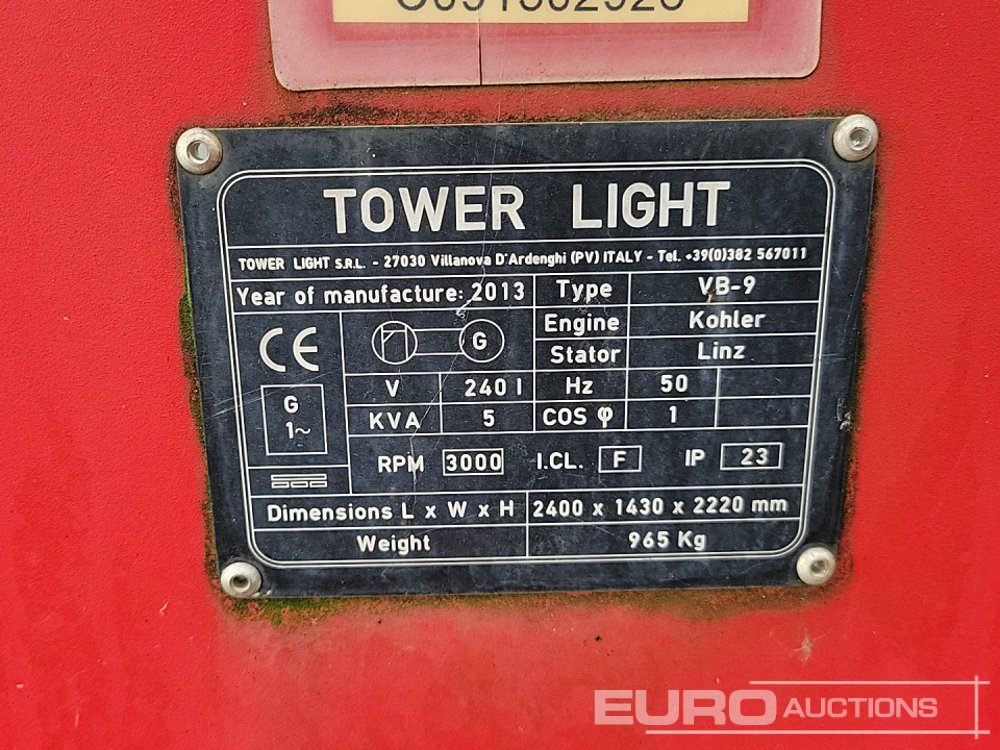 TOWER LIGHT
TOWER LIGHT S.R.L. - 27030 Villanova D'Ardenghi (PV) ITALY - Tel. +39(0)382 567011
Year of manufacture: 2013 Type VB-9
CE G Engine Kohler
Stator Linz
V 240 I Hz 50
G 1~ KVA 5 COS φ 1
RPM 3000 I.CL. F IP 23
Dimensions L x W x H 2400 x 1430 x 2220 mm
Weight 965 Kg
EURO AUCTIONS